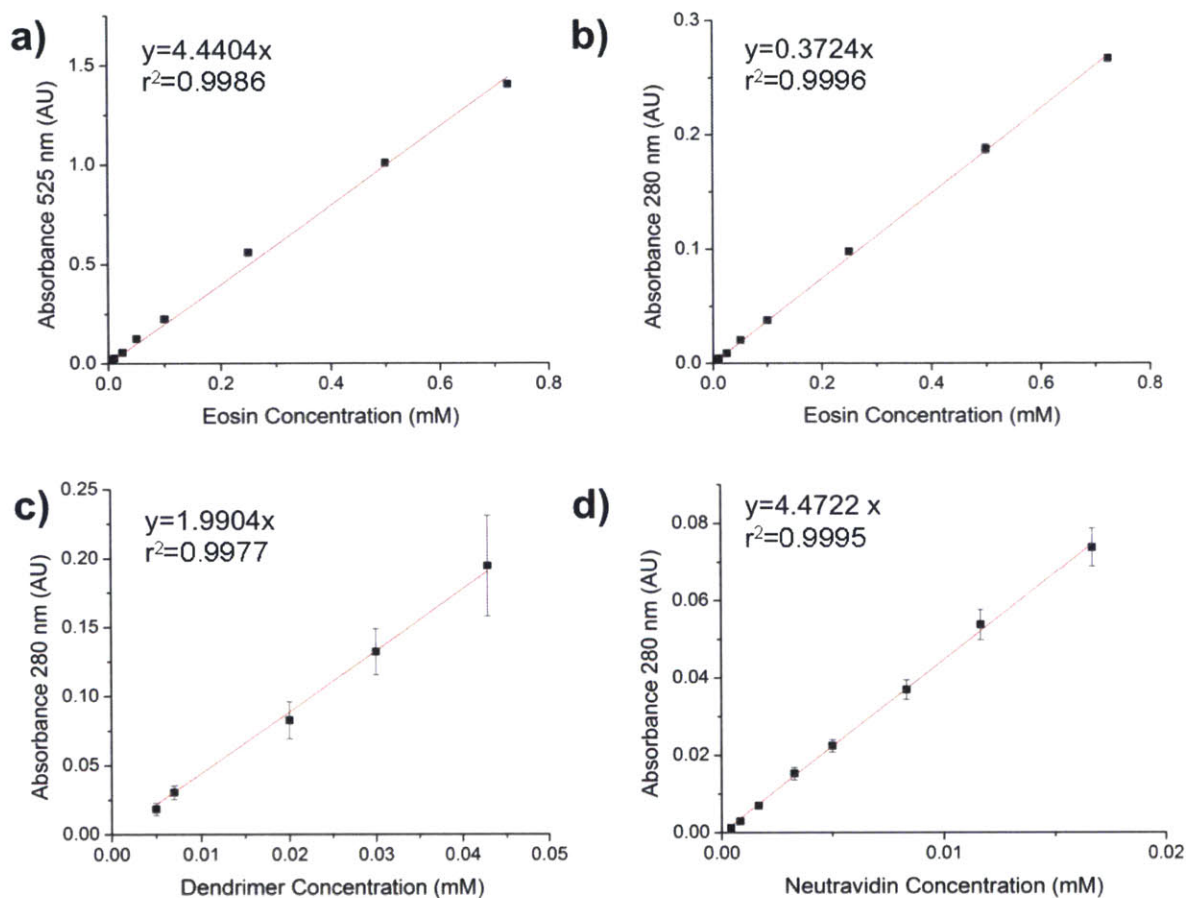 a)
y=4.4404x
r²=0.9986
Absorbance 525 nm (AU)
1.5
1.0
0.5
0.0
0.0 0.2 0.4 0.6 0.8
Eosin Concentration (mM)
b)
y=0.3724x
r²=0.9996
Absorbance 280 nm (AU)
0.3
0.2
0.1
0.0
0.0 0.2 0.4 0.6 0.8
Eosin Concentration (mM)
c)
y=1.9904x
r²=0.9977
Absorbance 280 nm (AU)
0.25
0.20
0.15
0.10
0.05
0.00
0.00 0.01 0.02 0.03 0.04 0.05
Dendrimer Concentration (mM)
d)
y=4.4722 x
r²=0.9995
Absorbance 280 nm (AU)
0.08
0.06
0.04
0.02
0.00
0.00 0.01 0.02
Neutravidin Concentration (mM)